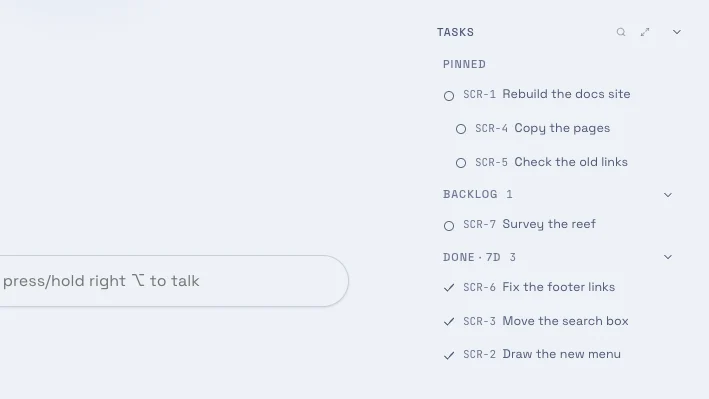 TASKS
PINNED
SCR-1 Rebuild the docs site
SCR-4 Copy the pages
SCR-5 Check the old links
BACKLOG 1
SCR-7 Survey the reef
press/hold right ⌥ to talk
DONE · 7D 3
SCR-6 Fix the footer links
SCR-3 Move the search box
SCR-2 Draw the new menu